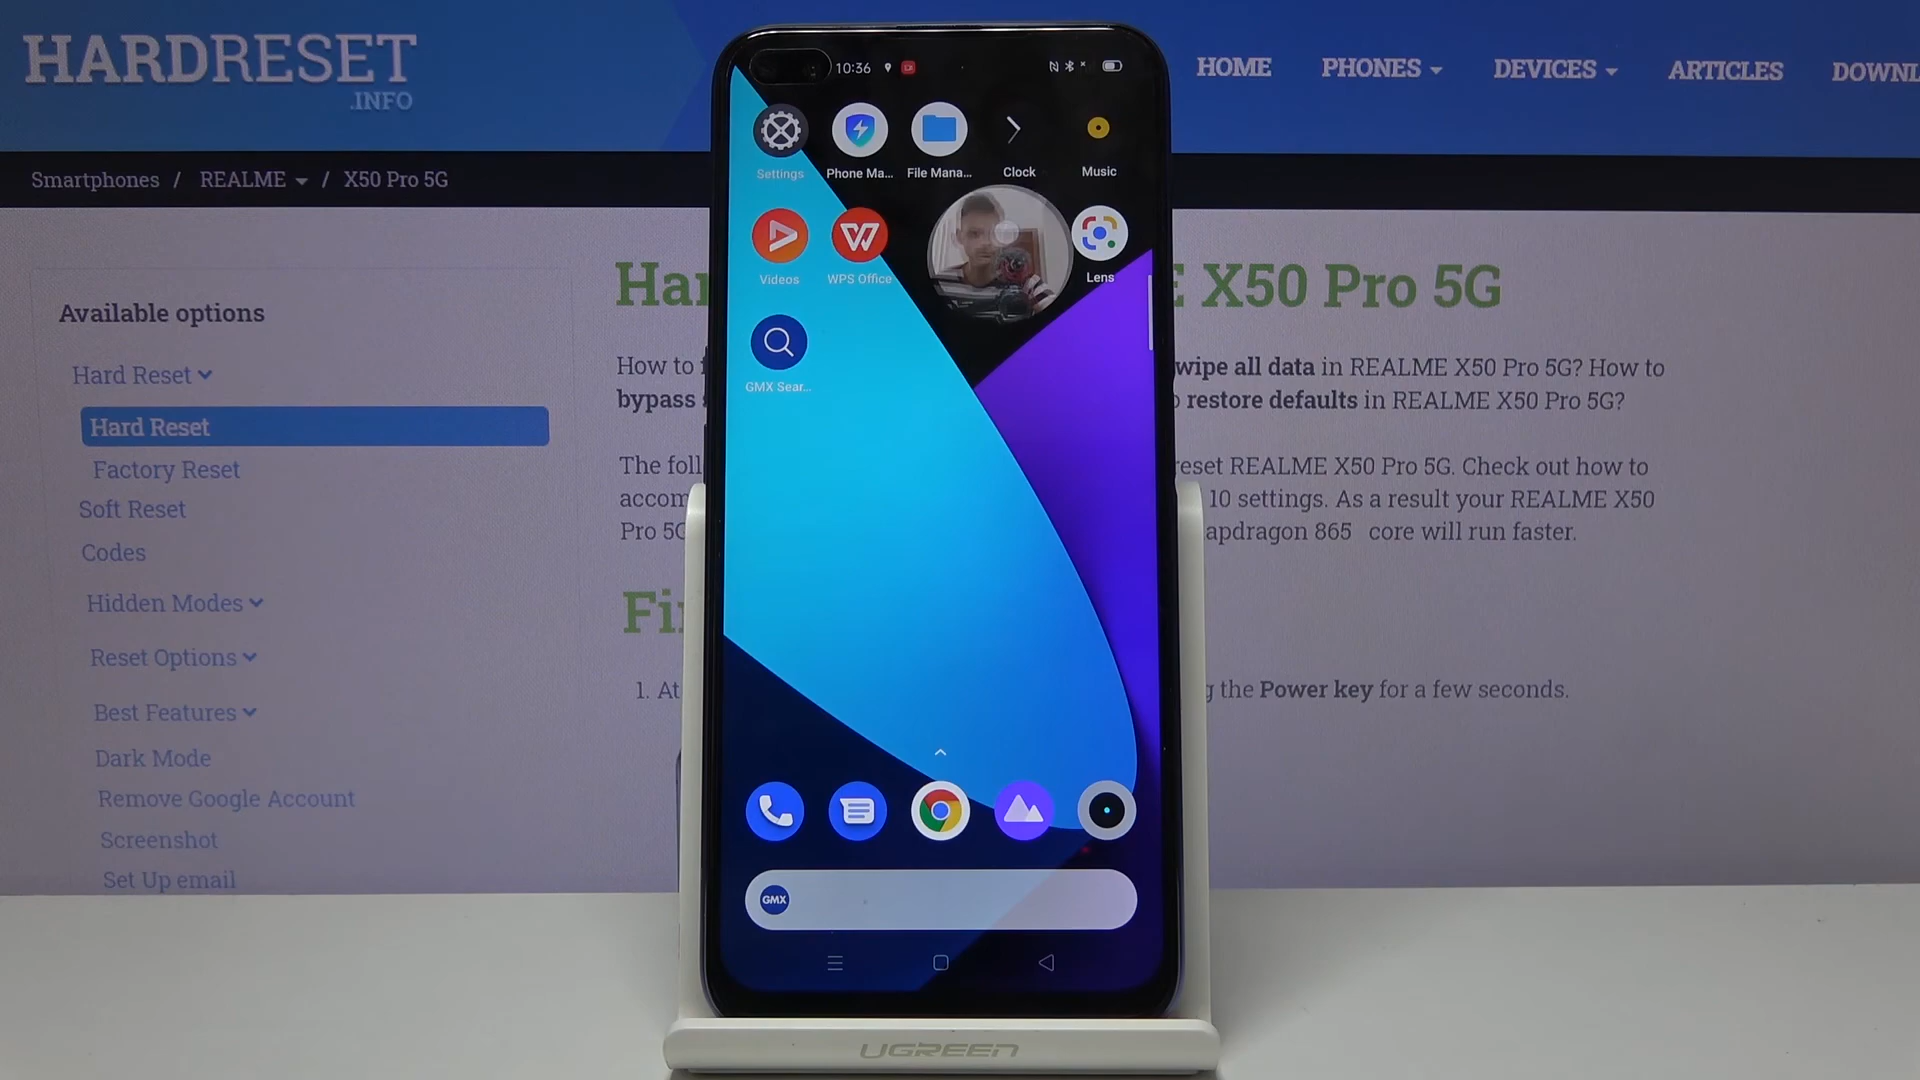 HARDRESET
.INFO
HOME
PHONES
DEVICES
ARTICLES
DOWNL
Smartphones / REALME / X50 Pro 5G
Available options
Hard Reset
Hard Reset
Factory Reset
Soft Reset
Codes
Hidden Modes
Reset Options
Best Features
Dark Mode
Remove Google Account
Screenshot
Set Up email
Har
E X50 Pro 5G
How to
wipe all data in REALME X50 Pro 5G? How to
bypass
restore defaults in REALME X50 Pro 5G?
The foll
reset REALME X50 Pro 5G. Check out how to
accom
10 settings. As a result your REALME X50
Pro 5G
apdragon 865 core will run faster.
Fi
1. At
g the Power key for a few seconds.
10:36
Settings
Phone Ma...
File Mana...
Clock
Music
Videos
WPS Office
Lens
GMX Sear...
GMX
UGREEN